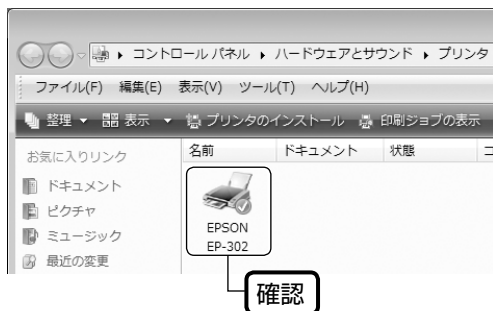 コントロール パネル ▸ ハードウェアとサウンド ▸ プリンタ
ファイル(F) 編集(E) 表示(V) ツール(T) ヘルプ(H)
整理 ▼ 表示 ▼ プリンタのインストール 印刷ジョブの表示
お気に入りリンク
ドキュメント
ピクチャ
ミュージック
最近の変更
名前 ドキュメント 状態
EPSON
EP-302
確認